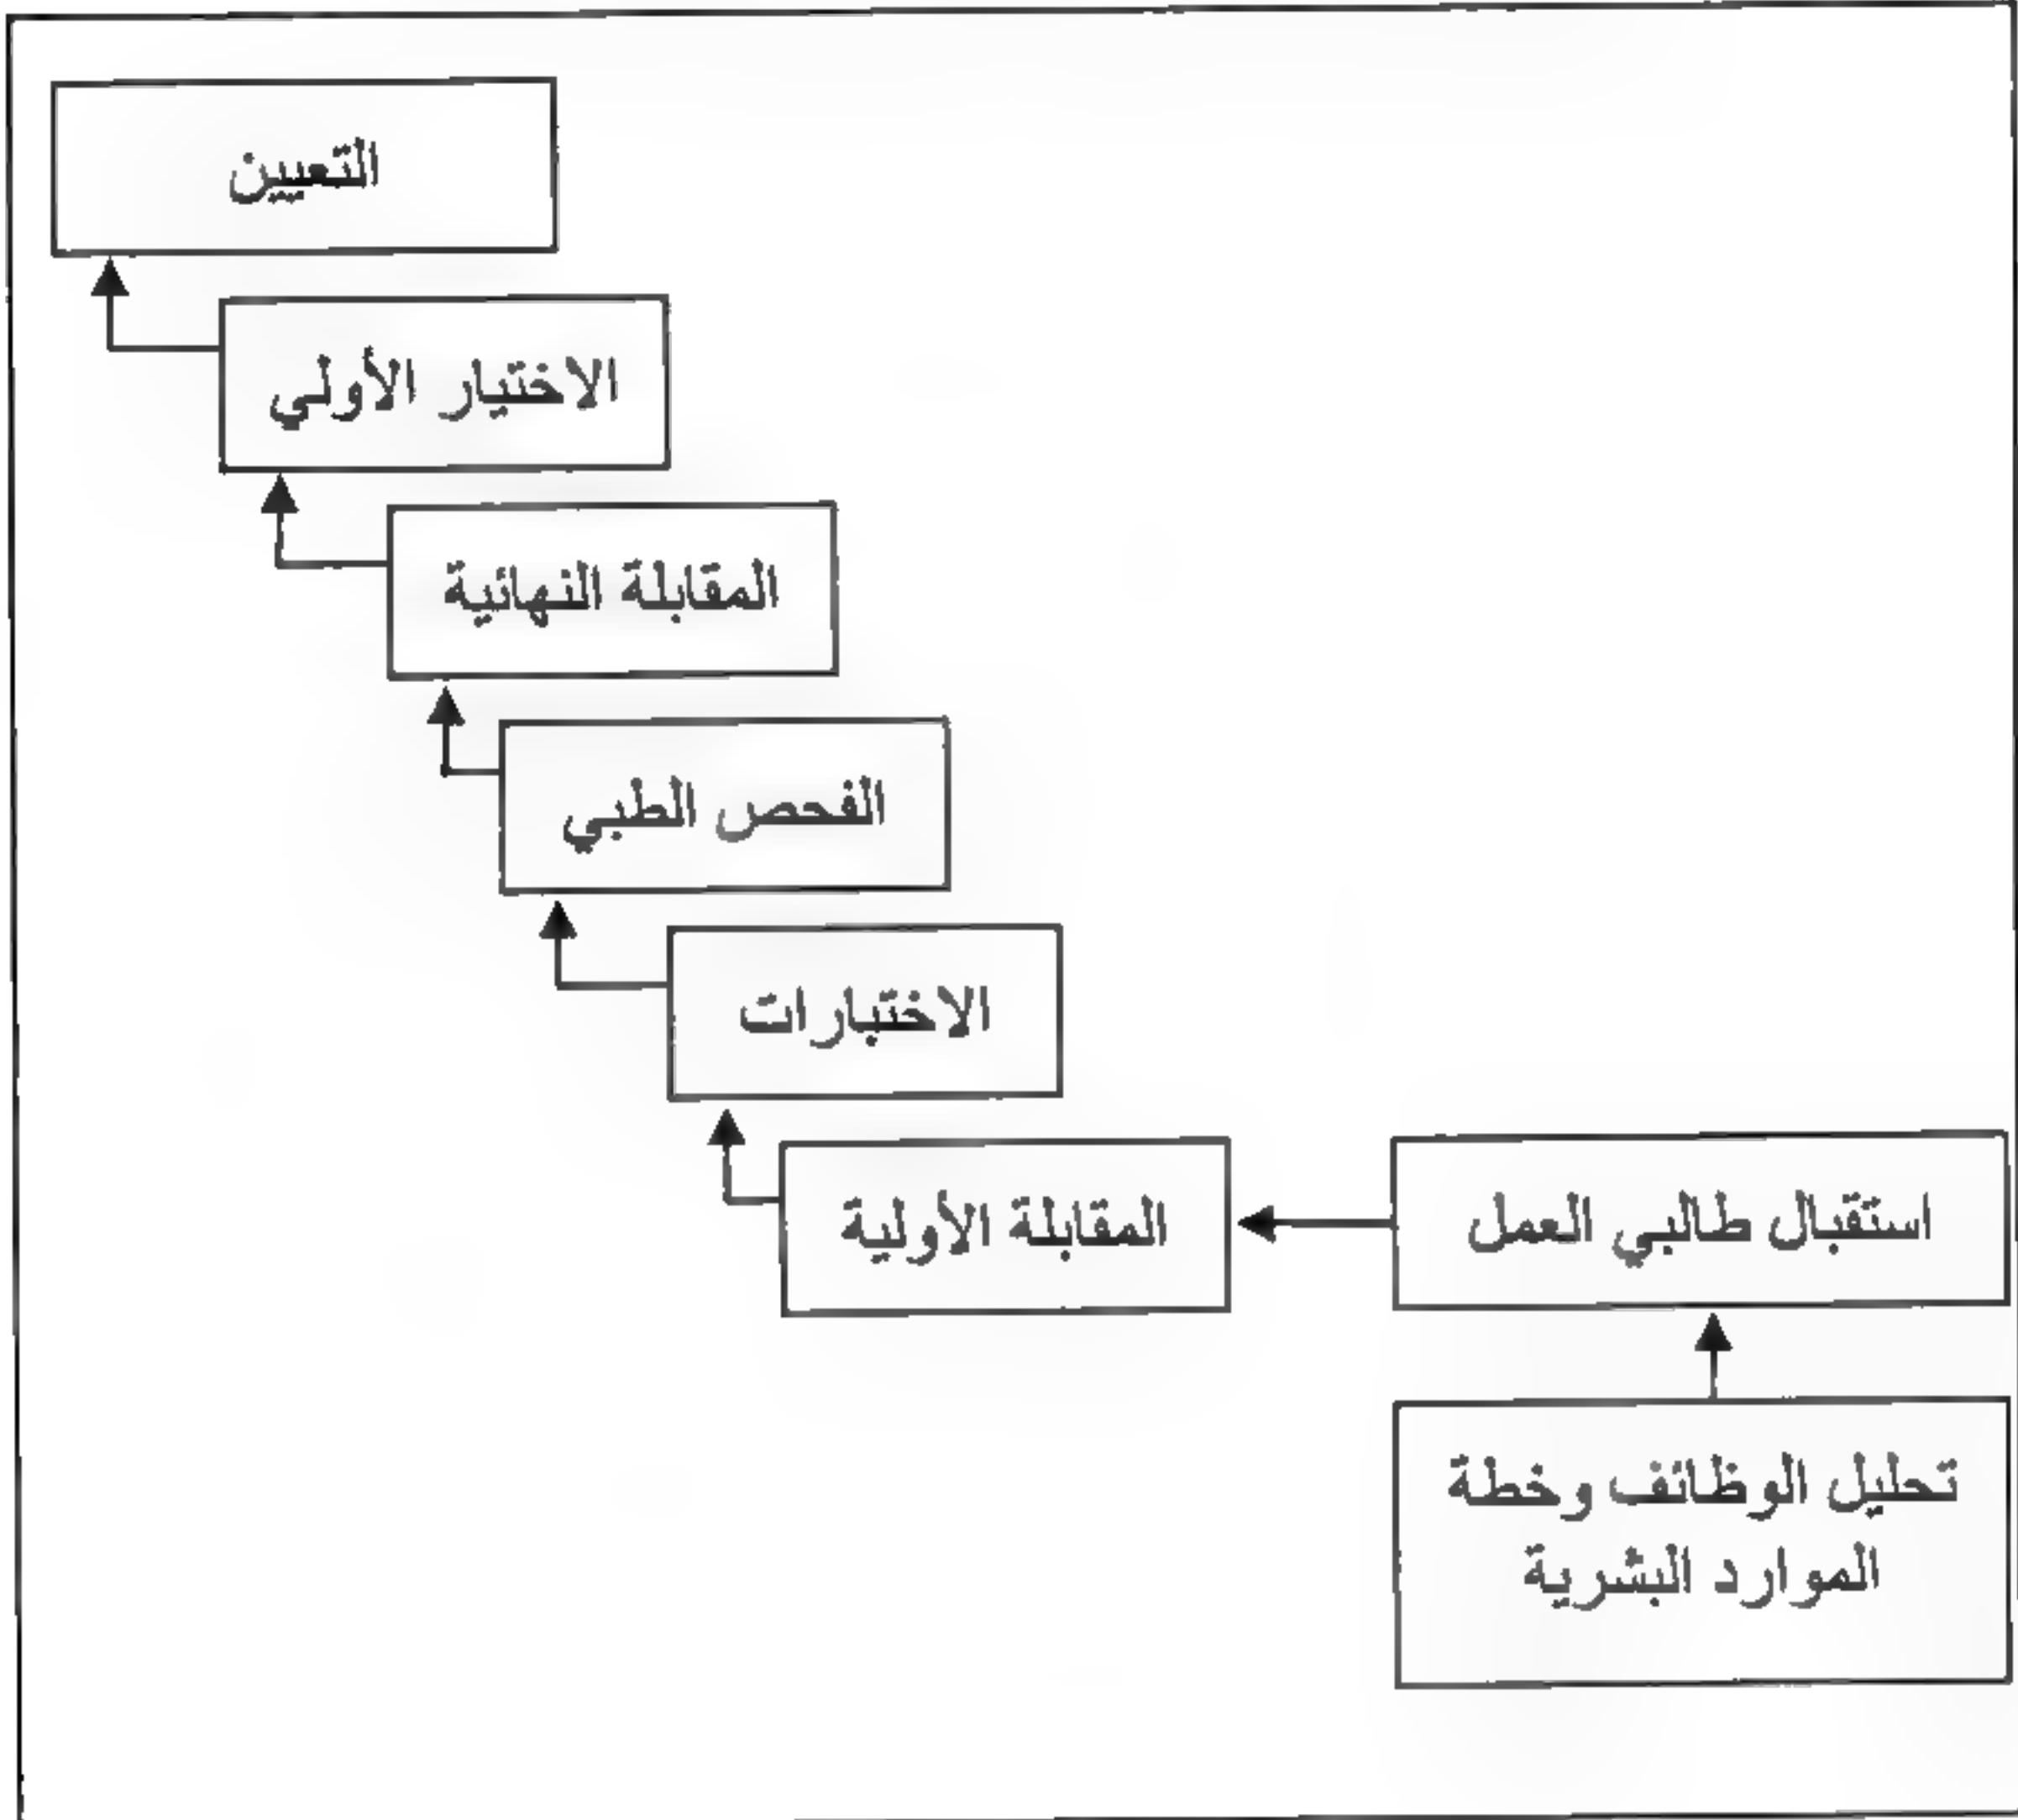 التعيين
الاختيار الأولي
المقابلة النهائية
الفحص الطبي
الاختبارات
المقابلة الأولية
استقبال طالبي العمل
تحليل الوظائف وخطة
الموارد البشرية